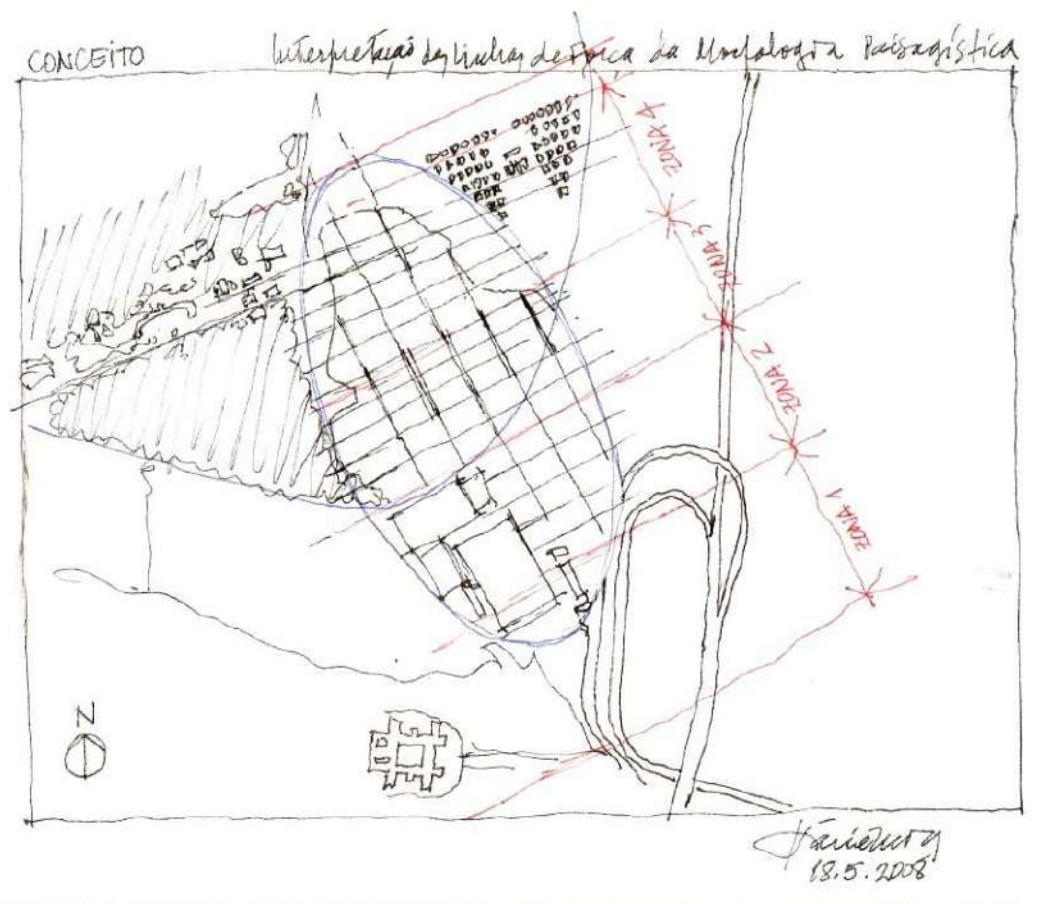 CONCEITO
Interpretação das linhas de força da Morfologia Paisagística
ZONA 4
ZONA 3
ZONA 2
ZONA 1
N
18.5.2008